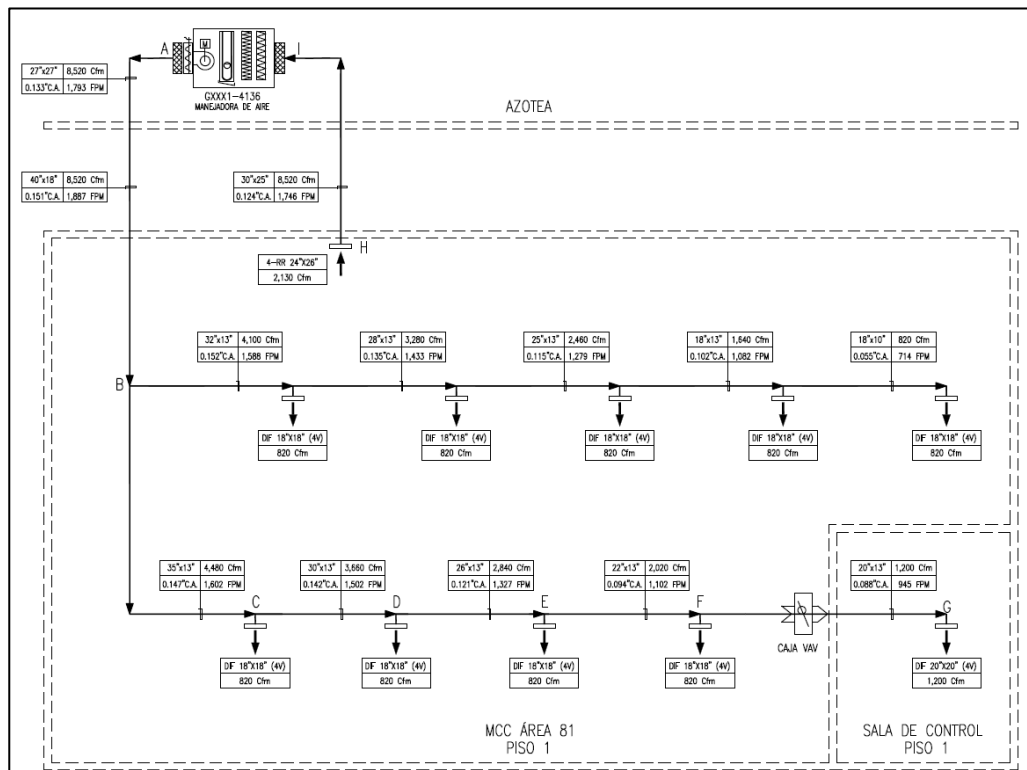 A
M
I
GXXX1-4136
MANEJADORA DE AIRE
27"x27" 8,520 Cfm
0.133"C.A. 1,793 FPM
AZOTEA
40"x18" 8,520 Cfm
0.151"C.A. 1,887 FPM
30"x25" 8,520 Cfm
0.124"C.A. 1,746 FPM
H
4-RR 24"X26"
2,130 Cfm
32"x13" 4,100 Cfm
0.152"C.A. 1,588 FPM
28"x13" 3,280 Cfm
0.135"C.A. 1,433 FPM
25"x13" 2,460 Cfm
0.115"C.A. 1,279 FPM
18"x13" 1,640 Cfm
0.102"C.A. 1,082 FPM
18"x10" 820 Cfm
0.055"C.A. 714 FPM
B
DIF 18"X18" (4V)
820 Cfm
DIF 18"X18" (4V)
820 Cfm
DIF 18"X18" (4V)
820 Cfm
DIF 18"X18" (4V)
820 Cfm
DIF 18"X18" (4V)
820 Cfm
35"x13" 4,480 Cfm
0.147"C.A. 1,602 FPM
30"x13" 3,660 Cfm
0.142"C.A. 1,502 FPM
26"x13" 2,840 Cfm
0.121"C.A. 1,327 FPM
22"x13" 2,020 Cfm
0.094"C.A. 1,102 FPM
20"x13" 1,200 Cfm
0.088"C.A. 945 FPM
C
D
E
F
G
CAJA VAV
DIF 18"X18" (4V)
820 Cfm
DIF 18"X18" (4V)
820 Cfm
DIF 18"X18" (4V)
820 Cfm
DIF 18"X18" (4V)
820 Cfm
DIF 20"X20" (4V)
1,200 Cfm
MCC ÁREA 81
PISO 1
SALA DE CONTROL
PISO 1